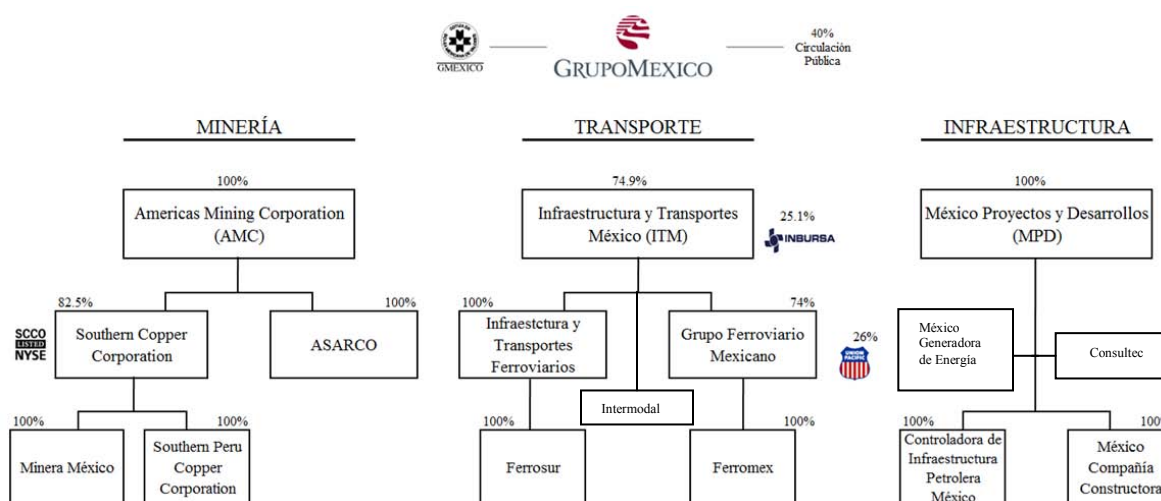 40%
Circulación
Pública
GMEXICO
GRUPOMEXICO
MINERÍA
TRANSPORTE
INFRAESTRUCTURA
100%
Americas Mining Corporation
(AMC)
74.9%
Infraestructura y Transportes
México (ITM)
25.1%
INBURSA
100%
México Proyectos y Desarrollos
(MPD)
82.5%
SCCO
LISTED
NYSE
Southern Copper
Corporation
100%
ASARCO
100%
Infraestctura y
Transportes
Ferroviarios
74%
Grupo Ferroviario
Mexicano
26%
UNION
PACIFIC
Intermodal
México
Generadora
de Energía
Consultec
100%
Minera México
100%
Southern Peru
Copper
Corporation
100%
Ferrosur
100%
Ferromex
100%
Controladora de
Infraestructura
Petrolera
México
100%
México
Compañía
Constructora